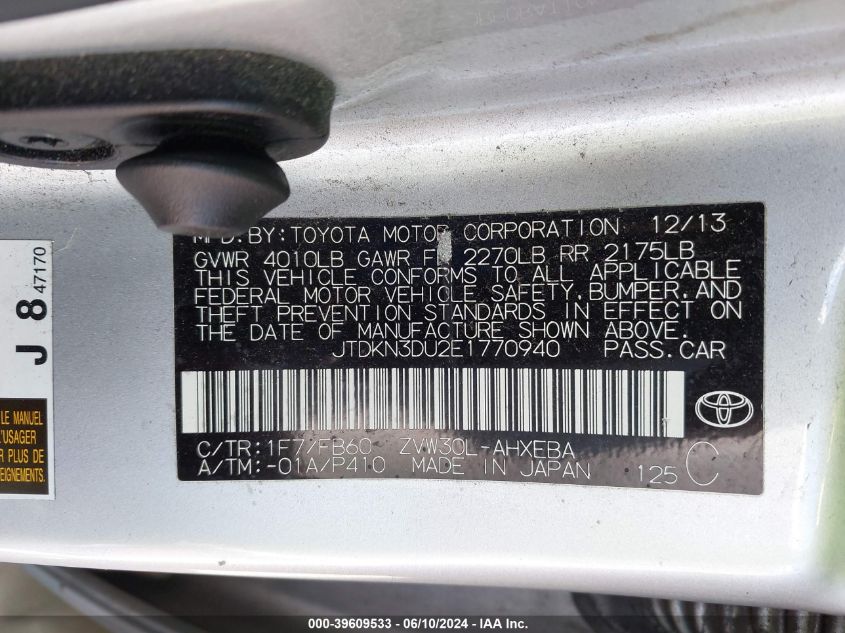 MFD.BY:TOYOTA MOTOR CORPORATION 12/13
GVWR 4010LB GAWR FR 2270LB RR 2175LB
THIS VEHICLE CONFORMS TO ALL APPLICABLE
FEDERAL MOTOR VEHICLE SAFETY,BUMPER,AND
THEFT PREVENTION STANDARDS IN EFFECT ON
THE DATE OF MANUFACTURE SHOWN ABOVE.
JTDKN3DU2E1770940 PASS.CAR
C/TR:1F7/FB60 ZVW30L-AHXEBA
A/TM:-01A/P410 MADE IN JAPAN 125 C
J 8 47170
LE MANUEL
L'USAGER
R PLUS DE
000-39609533 - 06/10/2024 - IAAI Inc.